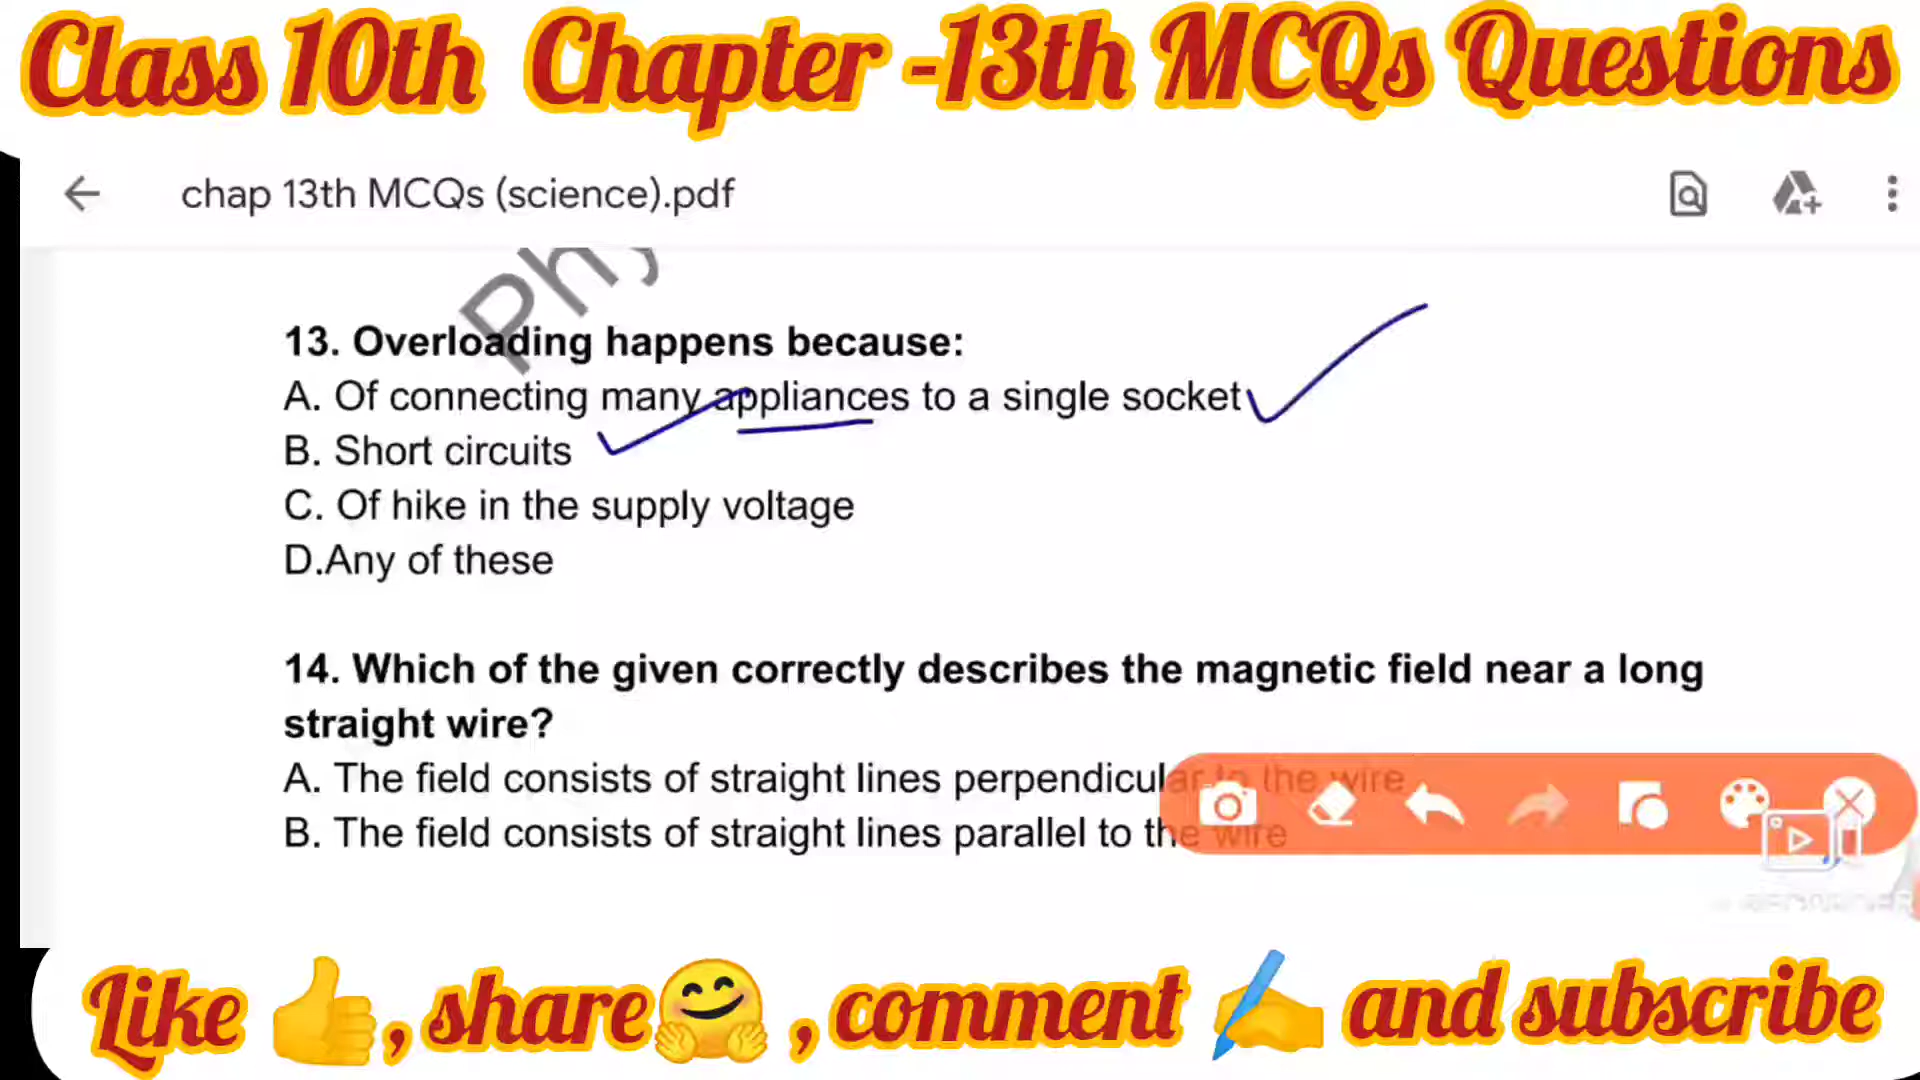 Class 10th Chapter -13th MCQs Questions
chap 13th MCQs (science).pdf
Phy
13. Overloading happens because:
A. Of connecting many appliances to a single socket
B. Short circuits
C. Of hike in the supply voltage
D.Any of these
14. Which of the given correctly describes the magnetic field near a long
straight wire?
A. The field consists of straight lines perpendicular to the wire
B. The field consists of straight lines parallel to the wire
Like 👍, share🤗, comment ✍️ and subscribe